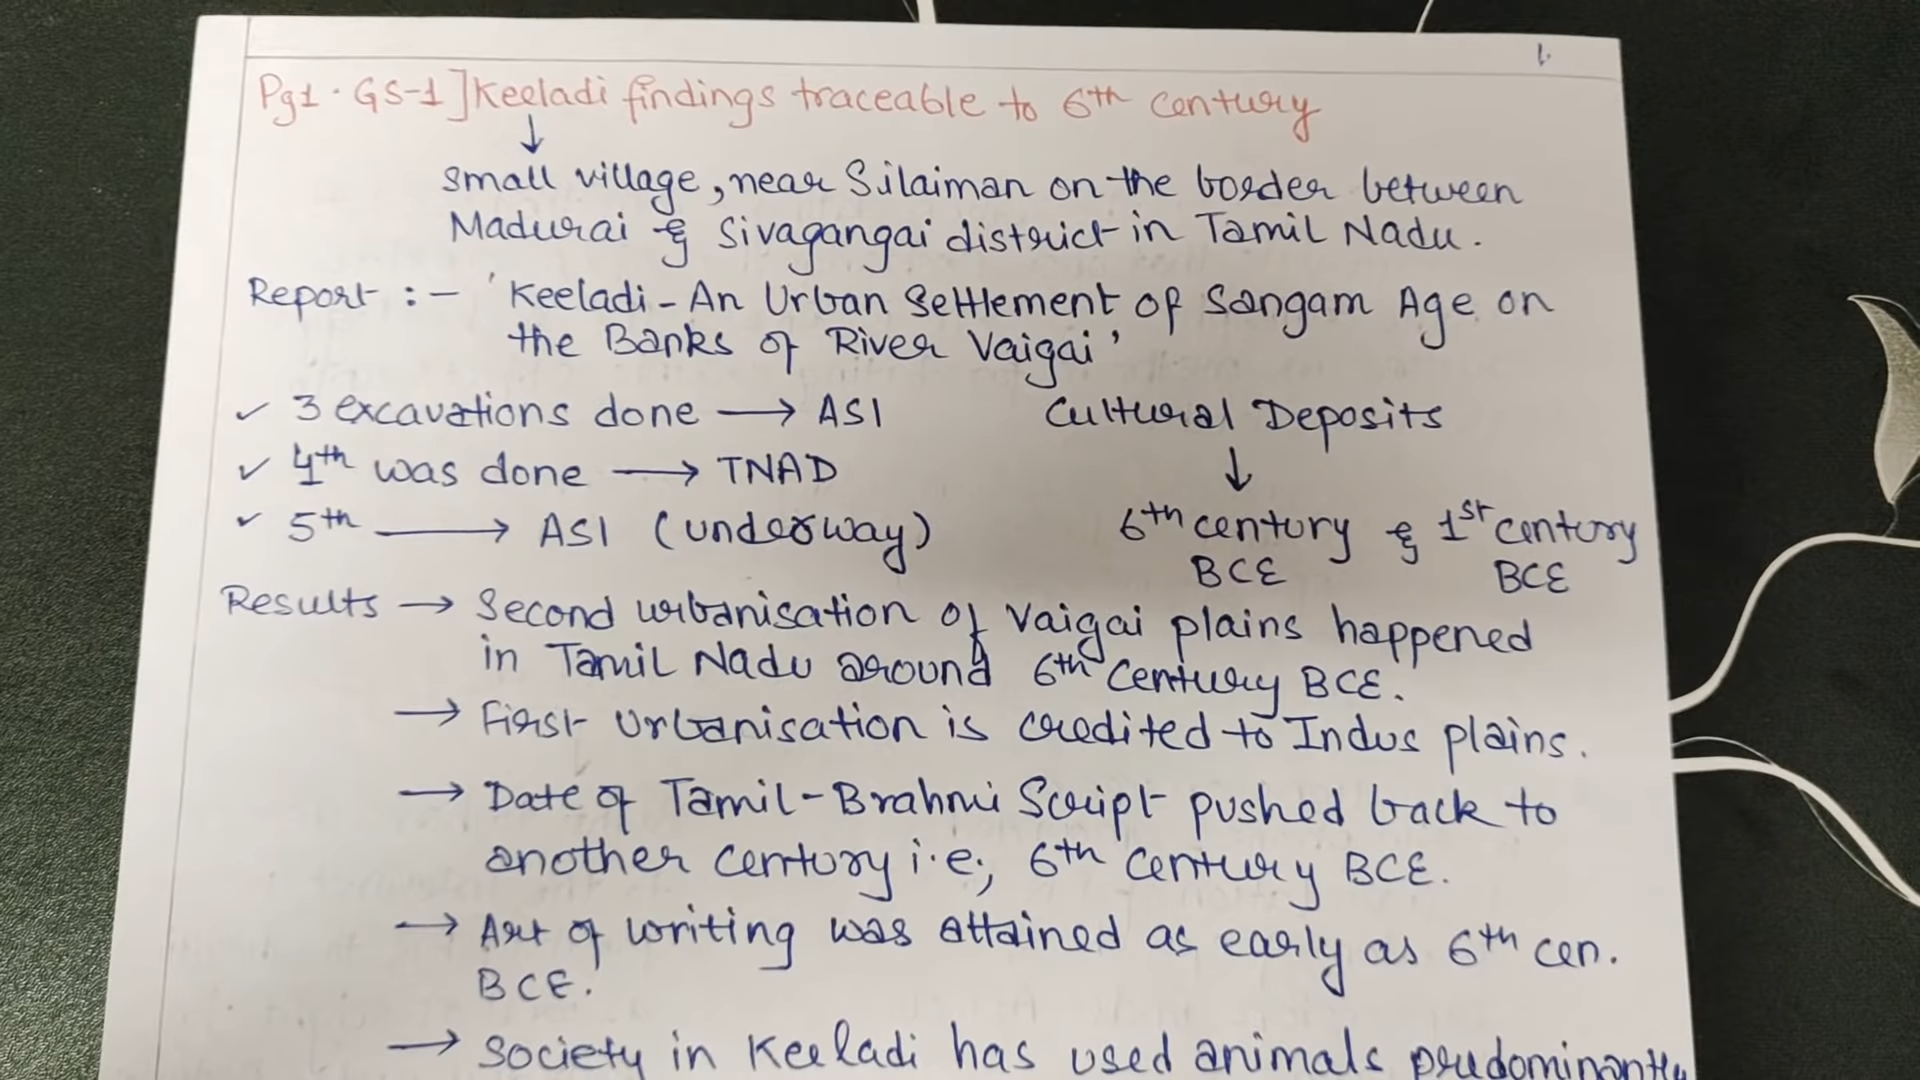 1.
Pg1 . GS-1] Keeladi findings traceable to 6th century
↓
small village, near Silaiman on the border between
Madurai & Sivagangai district in Tamil Nadu.
Report :- 'Keeladi - An Urban Settlement of Sangam Age on
the Banks of River Vaigai'
✓ 3 excavations done → ASI
✓ 4th was done → TNAD
✓ 5th → ASI (underway)
Cultural Deposits
↓
6th century & 1st century
BCE BCE
Results → Second urbanisation of Vaigai plains happened
in Tamil Nadu around 6th Century BCE.
→ First Urbanisation is credited to Indus plains.
→ Date of Tamil-Brahmi Script pushed back to
another century i.e; 6th century BCE.
→ Art of writing was attained as early as 6th cen.
BCE.
→ Society in Keeladi has used animals predominantly